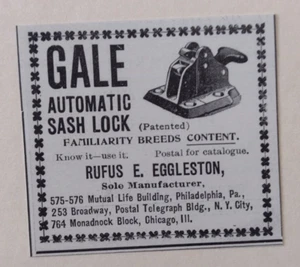 GALE
AUTOMATIC
SASH LOCK (Patented)
FAMILIARITY BREEDS CONTENT.
Know it—use it. Postal for catalogue.
RUFUS E. EGGLESTON,
Sole Manufacturer,
575-576 Mutual Life Building, Philadelphia, Pa.,
253 Broadway, Postal Telegraph Bldg., N. Y. City,
764 Monadnock Block, Chicago, Ill.